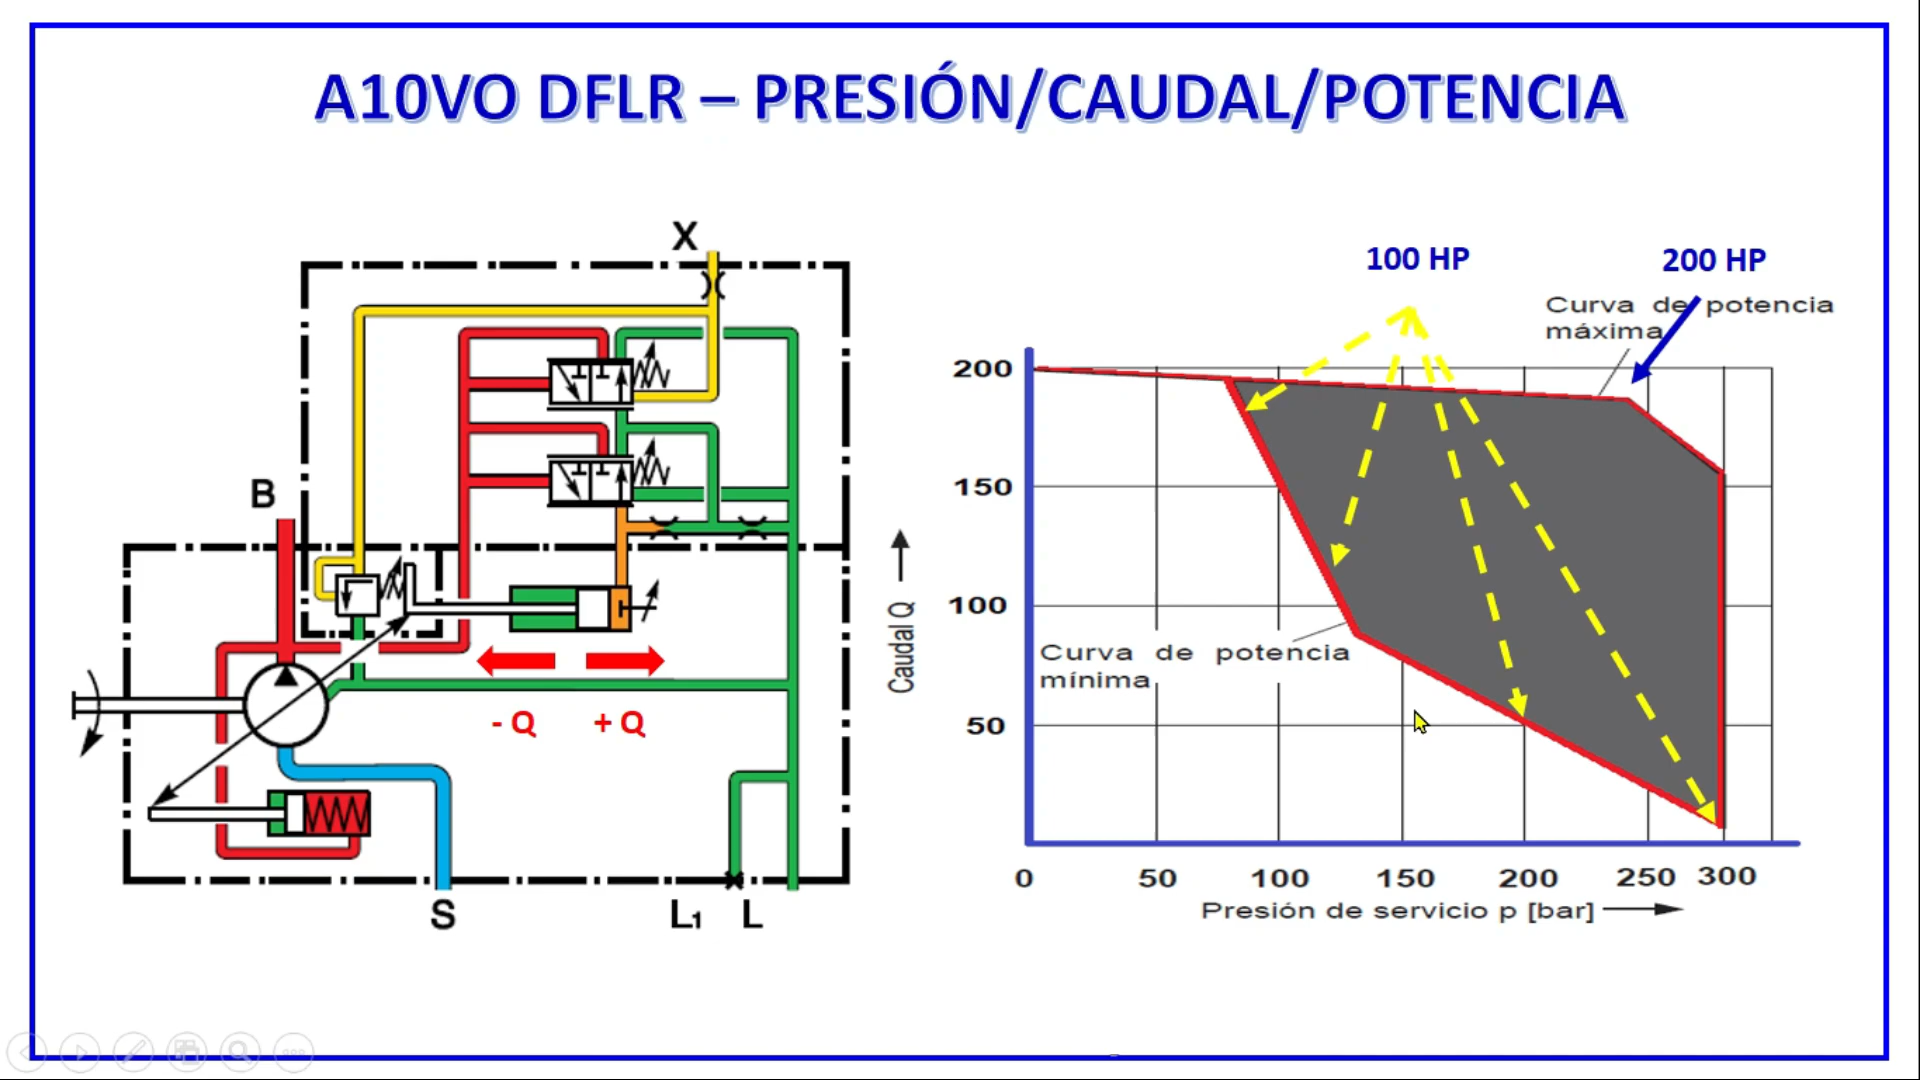 A10VO DFLR – PRESIÓN/CAUDAL/POTENCIA
X
B
- Q
+ Q
S
L1
L
100 HP
200 HP
Curva de potencia
máxima
200
150
100
50
Caudal Q
Curva de potencia
mínima
0
50
100
150
200
250
300
Presión de servicio p [bar]